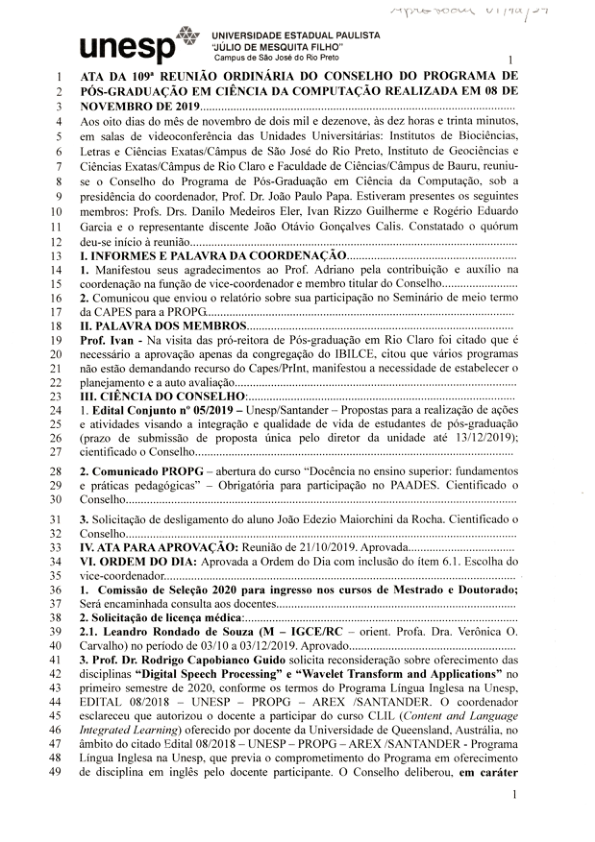 unesp
UNIVERSIDADE ESTADUAL PAULISTA
"JÚLIO DE MESQUITA FILHO"
Campus de São José do Rio Preto
1
1 ATA DA 109ª REUNIÃO ORDINÁRIA DO CONSELHO DO PROGRAMA DE
2 PÓS-GRADUAÇÃO EM CIÊNCIA DA COMPUTAÇÃO REALIZADA EM 08 DE
3 NOVEMBRO DE 2019
4 Aos oito dias do mês de novembro de dois mil e dezenove, às dez horas e trinta minutos,
5 em salas de videoconferência das Unidades Universitárias: Institutos de Biociências,
6 Letras e Ciências Exatas/Câmpus de São José do Rio Preto, Instituto de Geociências e
7 Ciências Exatas/Câmpus de Rio Claro e Faculdade de Ciências/Câmpus de Bauru, reuniu-
8 se o Conselho do Programa de Pós-Graduação em Ciência da Computação, sob a
9 presidência do coordenador, Prof. Dr. João Paulo Papa. Estiveram presentes os seguintes
10 membros: Profs. Drs. Danilo Medeiros Eler, Ivan Rizzo Guilherme e Rogério Eduardo
11 Garcia e o representante discente João Otávio Gonçalves Calis. Constatado o quórum
12 deu-se início à reunião
13 I. INFORMES E PALAVRA DA COORDENAÇÃO
14 1. Manifestou seus agradecimentos ao Prof. Adriano pela contribuição e auxílio na
15 coordenação na função de vice-coordenador e membro titular do Conselho
16 2. Comunicou que enviou o relatório sobre sua participação no Seminário de meio termo
17 da CAPES para a PROPG
18 II. PALAVRA DOS MEMBROS
19 Prof. Ivan - Na visita das pró-reitora de Pós-graduação em Rio Claro foi citado que é
20 necessário a aprovação apenas da congregação do IBILCE, citou que vários programas
21 não estão demandando recurso do Capes/PrInt, manifestou a necessidade de estabelecer o
22 planejamento e a auto avaliação
23 III. CIÊNCIA DO CONSELHO:
24 1. Edital Conjunto nº 05/2019 – Unesp/Santander – Propostas para a realização de ações
25 e atividades visando a integração e qualidade de vida de estudantes de pós-graduação
26 (prazo de submissão de proposta única pelo diretor da unidade até 13/12/2019);
27 cientificado o Conselho
28 2. Comunicado PROPG – abertura do curso "Docência no ensino superior: fundamentos
29 e práticas pedagógicas" – Obrigatória para participação no PAADES. Cientificado o
30 Conselho
31 3. Solicitação de desligamento do aluno João Edezio Maiorchini da Rocha. Cientificado o
32 Conselho
33 IV. ATA PARA APROVAÇÃO: Reunião de 21/10/2019. Aprovada
34 VI. ORDEM DO DIA: Aprovada a Ordem do Dia com inclusão do item 6.1. Escolha do
35 vice-coordenador
36 1. Comissão de Seleção 2020 para ingresso nos cursos de Mestrado e Doutorado;
37 Será encaminhada consulta aos docentes
38 2. Solicitação de licença médica:
39 2.1. Leandro Rondado de Souza (M – IGCE/RC – orient. Profa. Dra. Verônica O.
40 Carvalho) no período de 03/10 a 03/12/2019. Aprovado
41 3. Prof. Dr. Rodrigo Capobianco Guido solicita reconsideração sobre oferecimento das
42 disciplinas "Digital Speech Processing" e "Wavelet Transform and Applications" no
43 primeiro semestre de 2020, conforme os termos do Programa Língua Inglesa na Unesp,
44 EDITAL 08/2018 – UNESP – PROPG – AREX /SANTANDER. O coordenador
45 esclareceu que autorizou o docente a participar do curso CLIL (Content and Language
46 Integrated Learning) oferecido por docente da Universidade de Queensland, Austrália, no
47 âmbito do citado Edital 08/2018 – UNESP – PROPG – AREX /SANTANDER - Programa
48 Língua Inglesa na Unesp, que previa o comprometimento do Programa em oferecimento
49 de disciplina em inglês pelo docente participante. O Conselho deliberou, em caráter
1